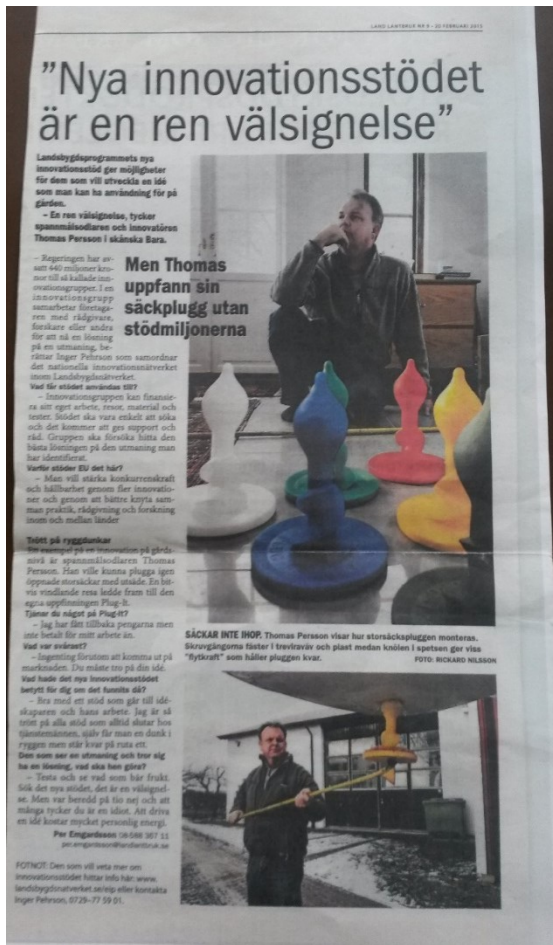 LAND LANTBRUK NR 9 • 20 FEBRUARI 2015
”Nya innovationsstödet
är en ren välsignelse”
Landsbygdsprogrammets nya
innovationsstöd ger möjligheter
för dem som vill utveckla en idé
som man kan ha användning för på
gården.
– En ren välsignelse, tycker
spannmålsodlaren och innovatören
Thomas Persson i skånska Bara.
– Regeringen har av-
satt 440 miljoner kro-
nor till så kallade inn-
ovationsgrupper. I en
innovationsgrupp
samarbetar företaga-
ren med rådgivare,
forskare eller andra
för att nå en lösning
på en utmaning, be-
rättar Inger Pehrson som samordnar
det nationella innovationsnätverket
inom Landsbygdsnätverket.
Vad får stödet användas till?
– Innovationsgruppen kan finansie-
ra sitt eget arbete, resor, material och
tester. Stödet ska vara enkelt att söka
och det kommer att ges support och
råd. Gruppen ska försöka hitta den
bästa lösningen på den utmaning man
har identifierat.
Varför stöder EU det här?
– Man vill stärka konkurrenskraft
och hållbarhet genom fler innovatio-
ner och genom att bättre knyta sam-
man praktik, rådgivning och forskning
inom och mellan länder
Trött på ryggdunkar
Ett exempel på en innovation på gårds-
nivå är spannmålsodlaren Thomas
Persson. Han ville kunna plugga igen
öppnade storsäckar med utsäde. En bit-
vis vindlande resa ledde fram till den
egna uppfinningen Plug-It.
Tjänar du något på Plug-It?
– Jag har fått tillbaka pengarna men
inte betalt för mitt arbete än.
Vad var svårast?
– Ingenting förutom att komma ut på
marknaden. Du måste tro på din idé.
Vad hade det nya innovationsstödet
betytt för dig om det funnits då?
– Bra med ett stöd som går till idé-
skaparen och hans arbete. Jag är så
trött på alla stöd som alltid slutar hos
tjänstemännen, själv får man en dunk i
ryggen men står kvar på ruta ett.
Den som ser en utmaning och tror sig
ha en lösning, vad ska hen göra?
– Testa och se vad som bär frukt.
Sök det nya stödet, det är en välsignel-
se. Men var beredd på tio nej och att
många tycker du är en idiot. Att driva
en idé kostar mycket personlig energi.
Per Emgardsson 08-588 367 11
per.emgardsson@landlantbruk.se
FOTNOT: Den som vill veta mer om
innovationsstödet hittar info här: www.
landsbygdsnatverket.se/eip eller kontakta
Inger Pehrson, 0729–77 59 01.
Men Thomas
uppfann sin
säckplugg utan
stödmiljonerna
SÄCKAR INTE IHOP. Thomas Persson visar hur storsäckspluggen monteras.
Skruvgängorna fäster i treviraväv och plast medan knölen i spetsen ger viss
”flytkraft” som håller pluggen kvar.
FOTO: RICKARD NILSSON